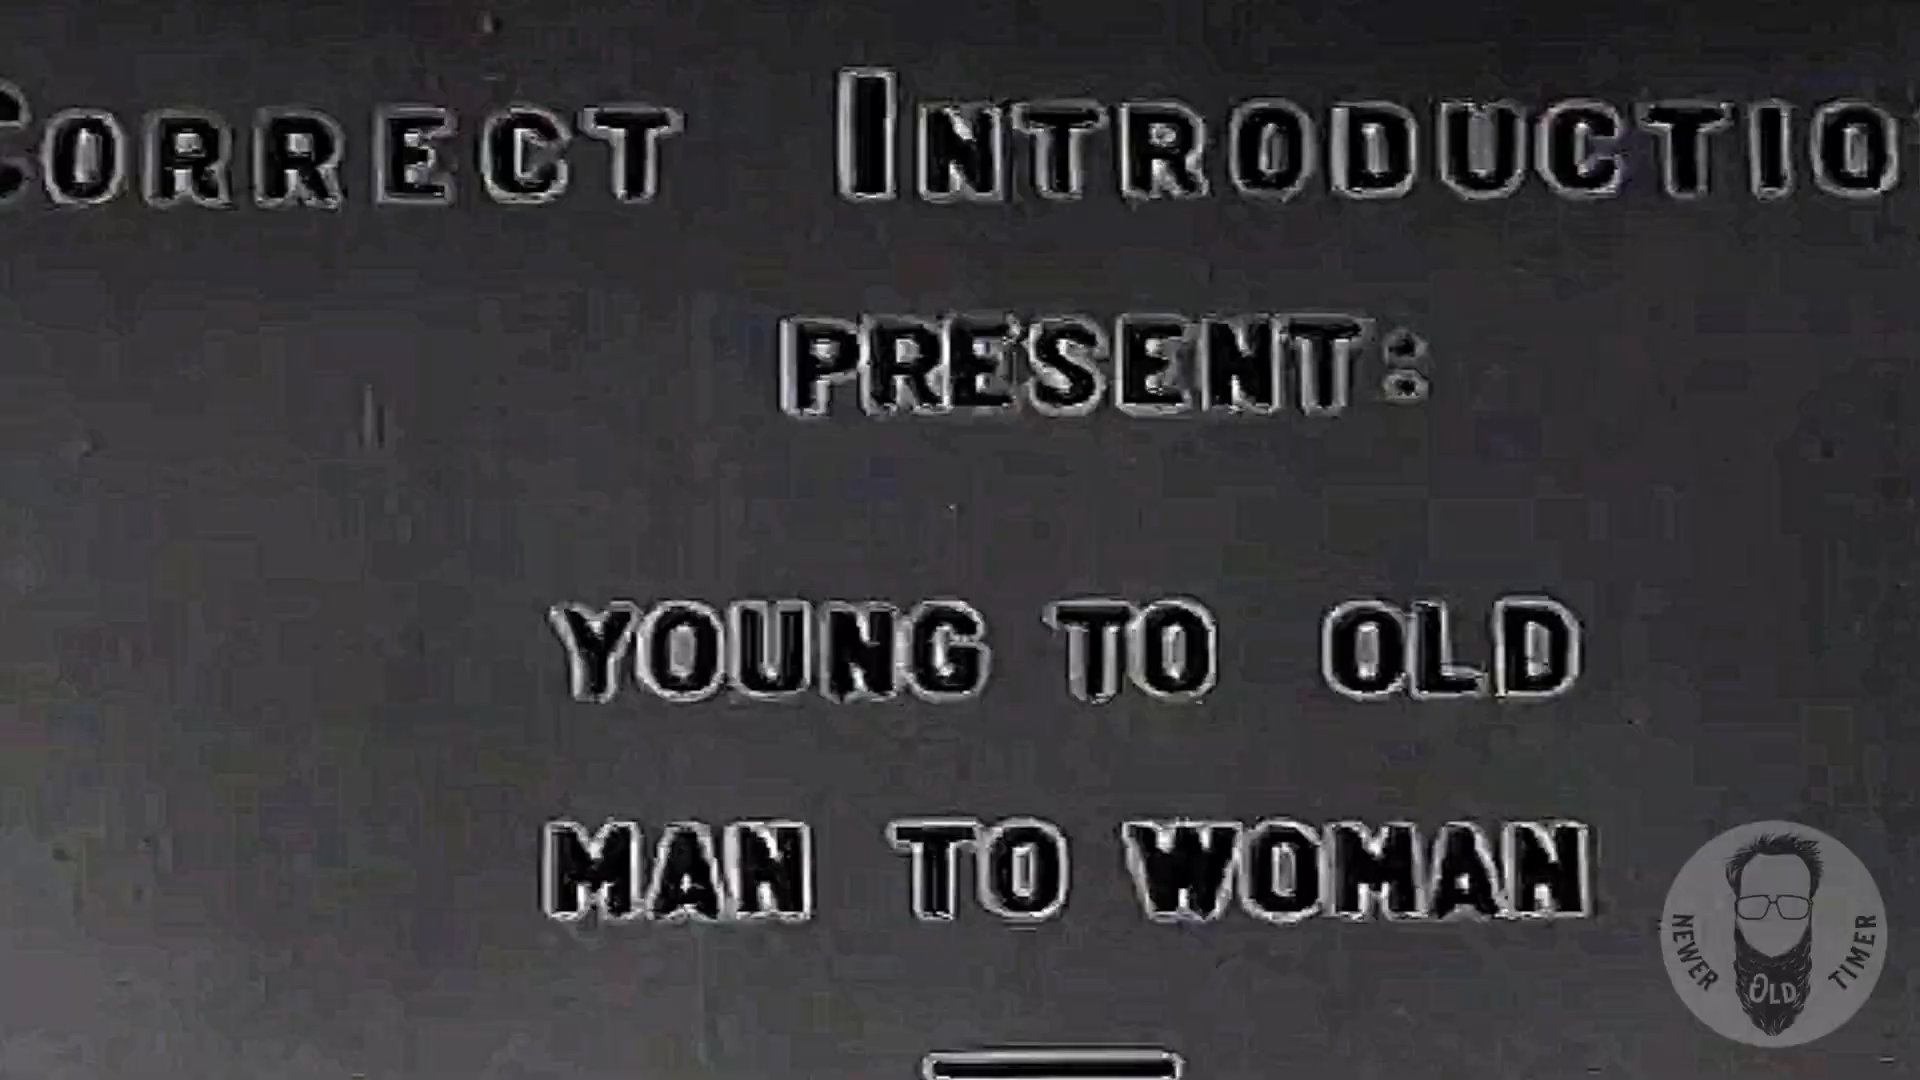 CORRECT INTRODUCTIO
PRESENT:
YOUNG TO OLD
MAN TO WOMAN
NEWER OLD TIMER